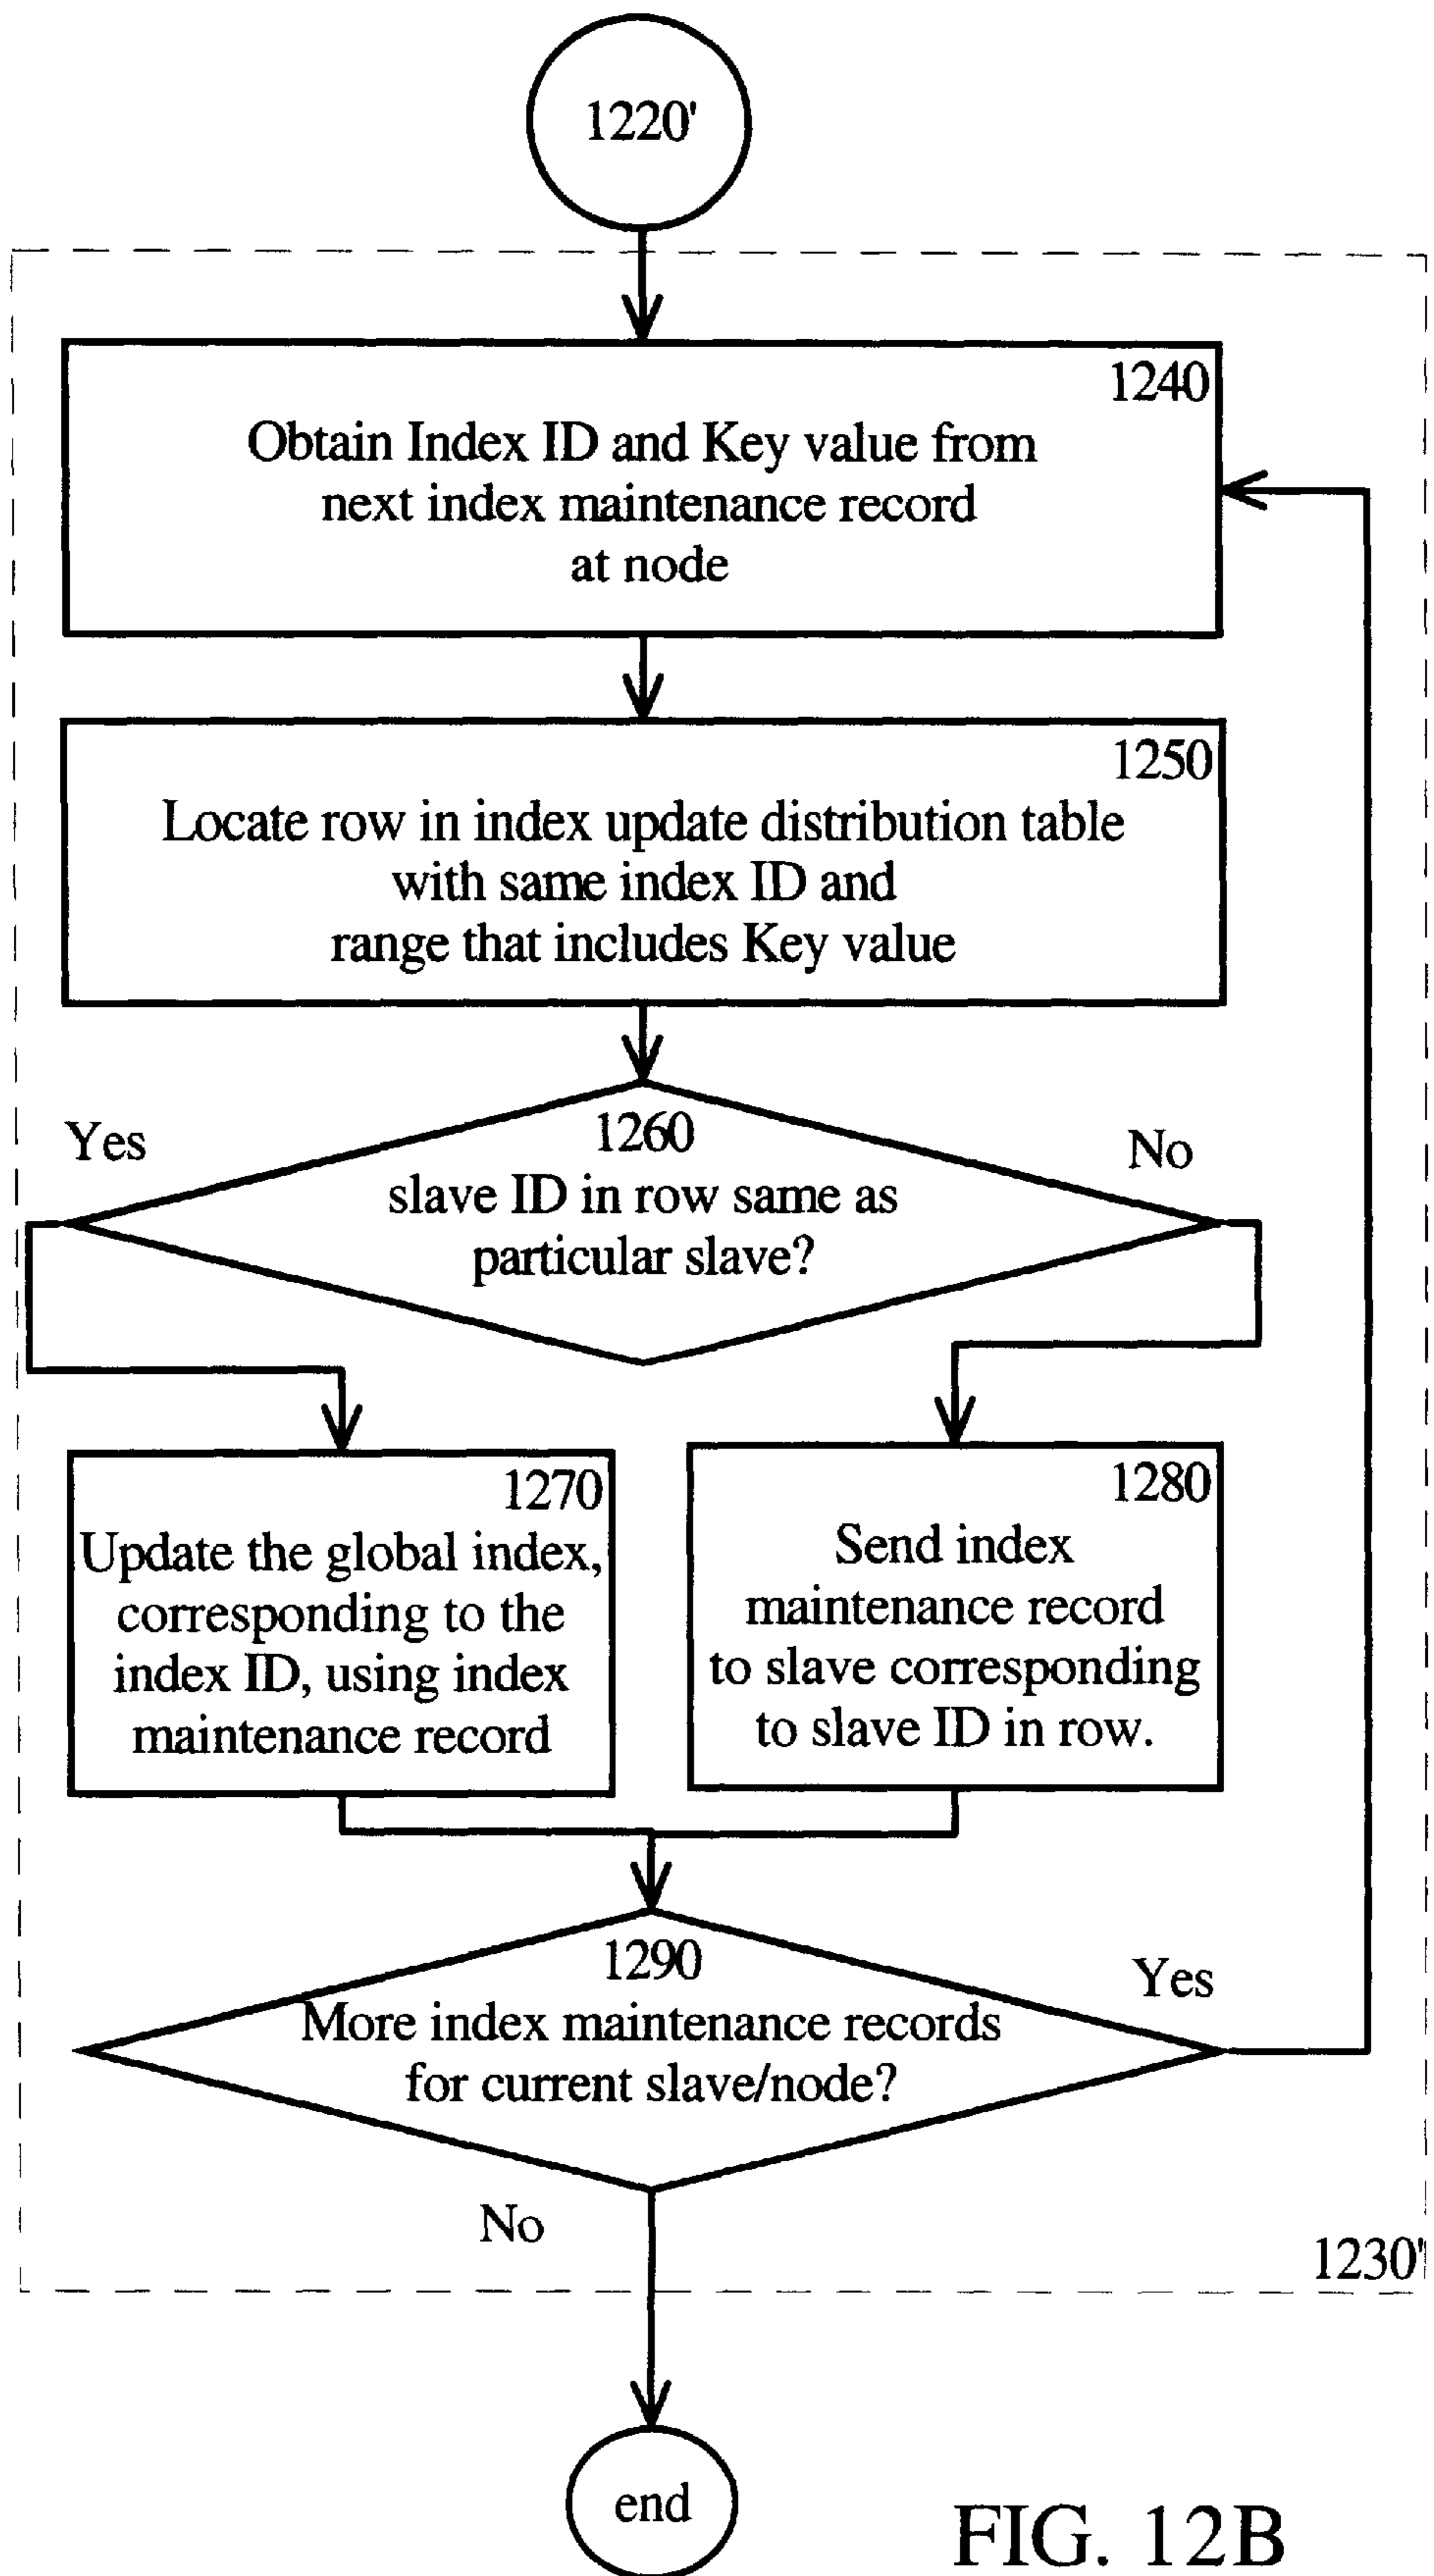 1220'
1240
Obtain Index ID and Key value from
next index maintenance record
at node
1250
Locate row in index update distribution table
with same index ID and
range that includes Key value
Yes
1260
No
slave ID in row same as
particular slave?
1270
Update the global index,
corresponding to the
index ID, using index
maintenance record
1280
Send index
maintenance record
to slave corresponding
to slave ID in row.
1290
Yes
More index maintenance records
for current slave/node?
No
1230'
end
FIG. 12B